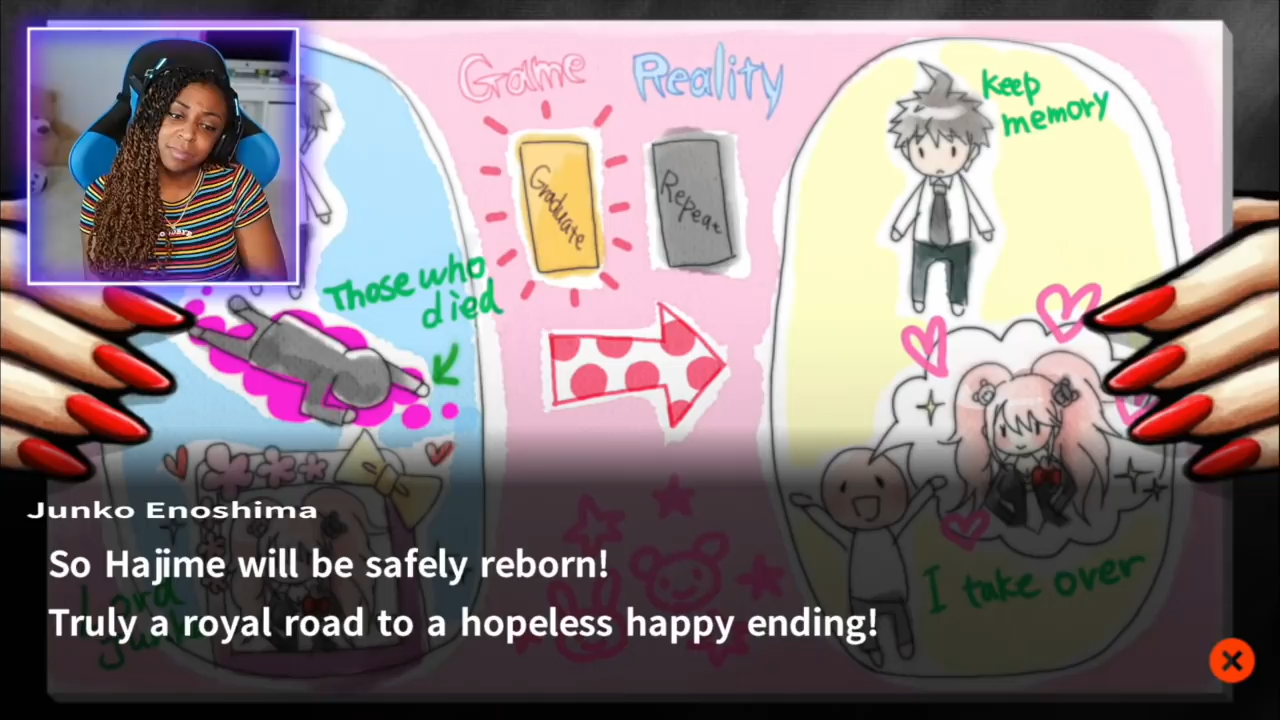 Game
Reality
Keep
memory
Graduate
Repeat
Those who
died
I take over
Junko Enoshima
So Hajime will be safely reborn!
Truly a royal road to a hopeless happy ending!